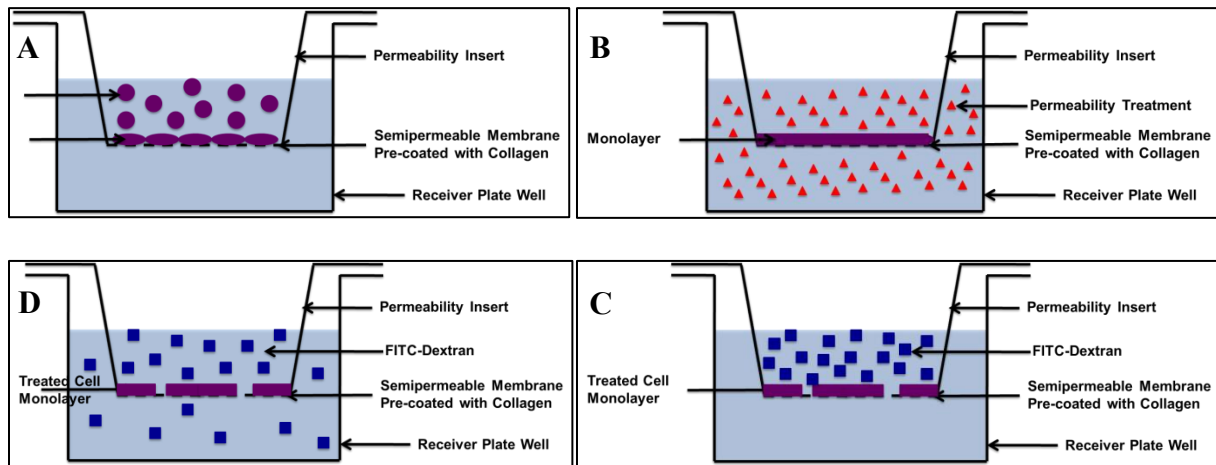 A
Permeability Insert
Semipermeable Membrane
Pre-coated with Collagen
Receiver Plate Well
B
Permeability Insert
Permeability Treatment
Monolayer
Semipermeable Membrane
Pre-coated with Collagen
Receiver Plate Well
D
Permeability Insert
FITC-Dextran
Treated Cell
Monolayer
Semipermeable Membrane
Pre-coated with Collagen
Receiver Plate Well
C
Permeability Insert
FITC-Dextran
Treated Cell
Monolayer
Semipermeable Membrane
Pre-coated with Collagen
Receiver Plate Well